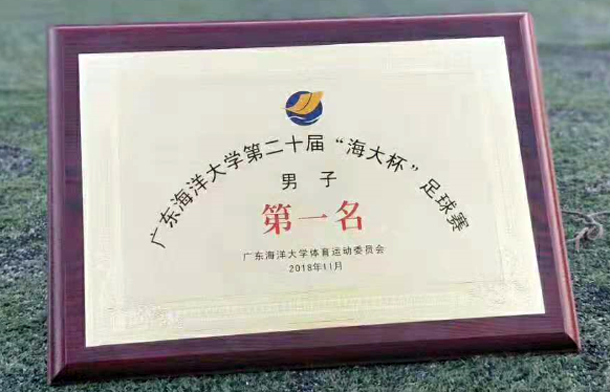 广东海洋大学第二十届“海大杯”足球赛
男子
第一名
广东海洋大学体育运动委员会
2018年11月